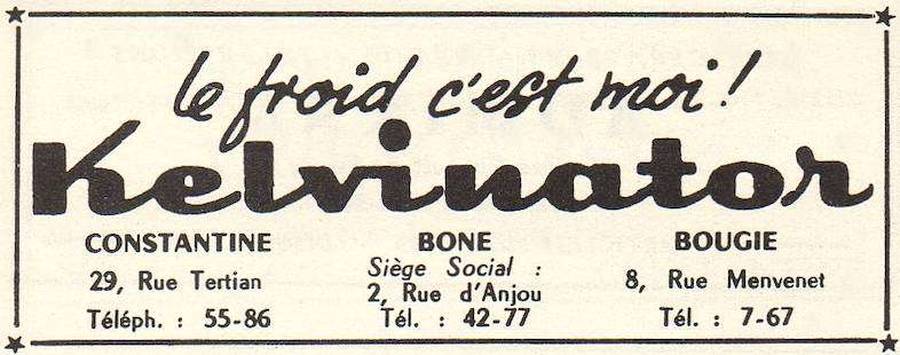 le froid c'est moi !
Kelvinator
CONSTANTINE BONE BOUGIE
Siège Social :
29, Rue Tertian 2, Rue d'Anjou 8, Rue Menvenet
Téléph. : 55-86 Tél. : 42-77 Tél. : 7-67